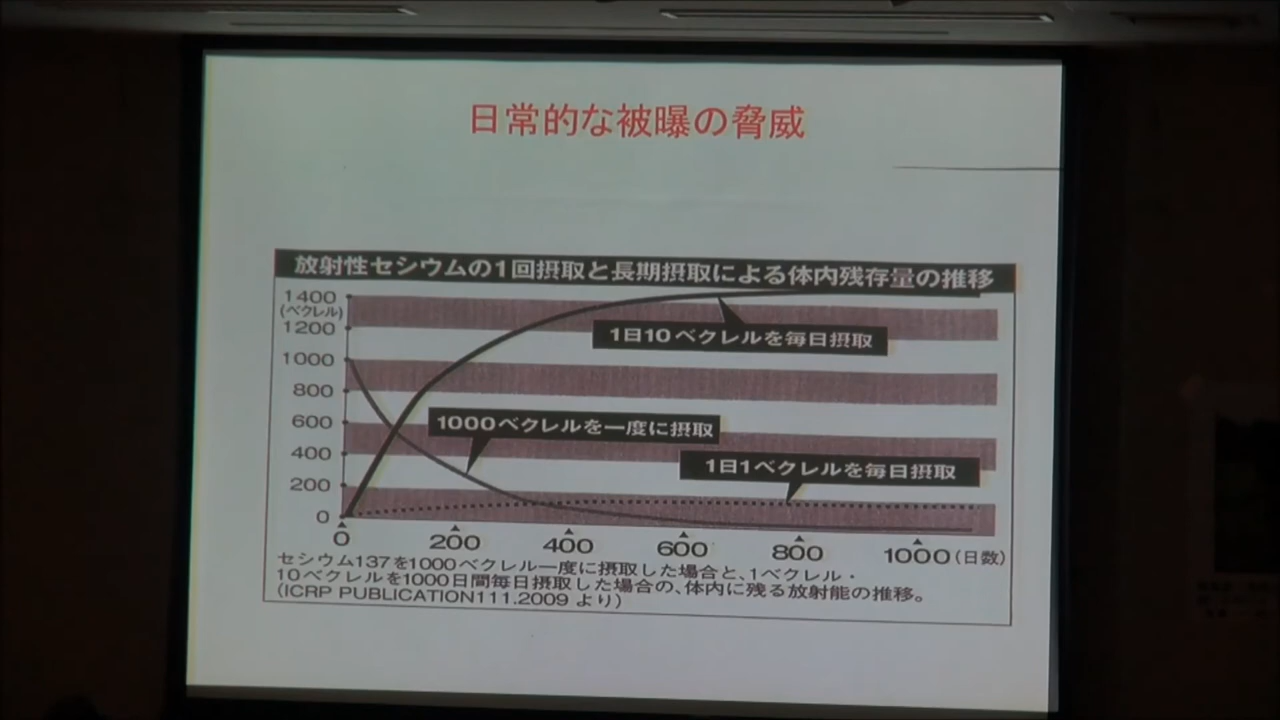 日常的な被曝の脅威
放射性セシウムの1回摂取と長期摂取による体内残存量の推移
1400
(ベクレル)
1200
1000
800
600
400
200
0
1日10ベクレルを毎日摂取
1000ベクレルを一度に摂取
1日1ベクレルを毎日摂取
0 200 400 600 800 1000 (日数)
セシウム137を1000ベクレル一度に摂取した場合と、1ベクレル・
10ベクレルを1000日間毎日摂取した場合の、体内に残る放射能の推移。
(ICRP PUBLICATION111.2009 より)